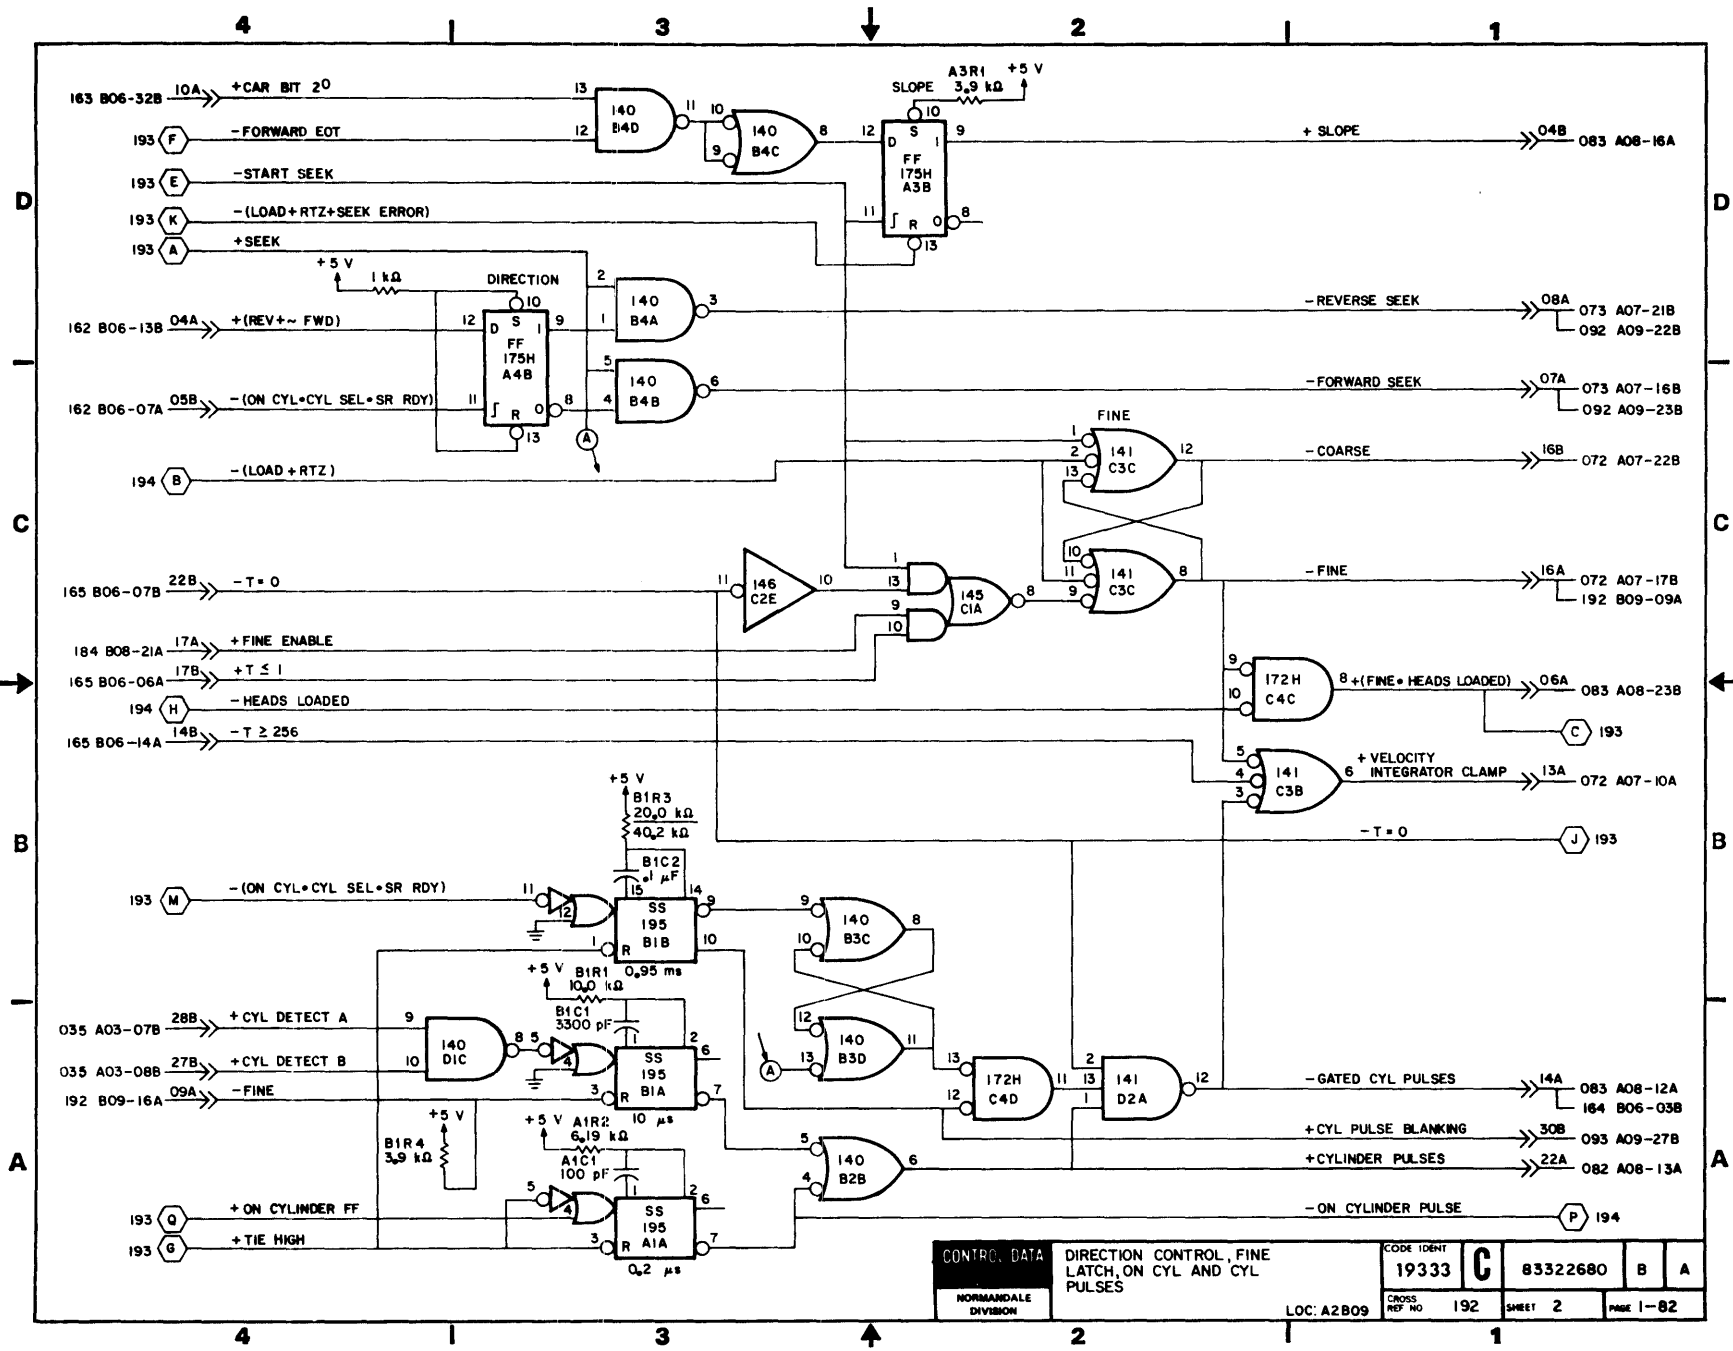 4 3 2 1
163 B06-32B 10A +CAR BIT 2⁰
193 F -FORWARD EOT
193 E -START SEEK
193 K -(LOAD+RTZ+SEEK ERROR)
193 A +SEEK
13 12 140 B4D 11 10 9 140 B4C 8
SLOPE A3R1 3.9 kΩ +5 V
10 S 12 D 1 9 FF 175H A3B 11 ∫ R 0 8 13
+ SLOPE 04B 083 A08-16A
D D
+5 V 1 kΩ DIRECTION
162 B06-13B 04A +(REV+~ FWD)
10 S 12 D 1 9 FF 175H A4B 11 ∫ R 0 8 13
2 1 140 B4A 3
-REVERSE SEEK 08A 073 A07-21B
092 A09-22B
162 B06-07A 05B -(ON CYL•CYL SEL•SR RDY)
5 4 140 B4B 6
-FORWARD SEEK 07A 073 A07-16B
092 A09-23B
A
194 B -(LOAD+RTZ)
FINE
1 2 13 141 C3C 12
-COARSE 16B 072 A07-22B
C C
165 B06-07B 22B -T=0
11 146 C2E 10
1 13 9 10 145 C1A 8
10 11 9 141 C3C 8
-FINE 16A 072 A07-17B
192 B09-09A
184 B08-21A 17A +FINE ENABLE
165 B06-06A 17B +T ≤ 1
194 H -HEADS LOADED
9 10 172H C4C 8 +(FINE•HEADS LOADED) 06A 083 A08-23B
C 193
165 B06-14A 14B -T ≥ 256
5 4 3 141 C3B 6
+VELOCITY
INTEGRATOR CLAMP 13A 072 A07-10A
B B
-T=0 J 193
+5 V
B1R3
20.0 kΩ
40.2 kΩ
B1C2
.1 µF
193 M -(ON CYL•CYL SEL•SR RDY)
11 12 15 14 SS 195 B1B 9 10 1 R
0.95 ms
9 10 140 B3C 8
+5 V B1R1
10.0 kΩ
B1C1
3300 pF
035 A03-07B 28B +CYL DETECT A
035 A03-08B 27B +CYL DETECT B
9 10 140 D1C 8 5 4 1 2 SS 195 B1A 6 7 3 R
10 µs
192 B09-16A 09A -FINE
+5 V
B1R4
3.9 kΩ
12 13 140 B3D 11
A
13 12 172H C4D 11
2 13 1 141 D2A 12
-GATED CYL PULSES 14A 083 A08-12A
164 B06-03B
+CYL PULSE BLANKING 30B 093 A09-27B
+5 V A1R2
6.19 kΩ
A1C1
100 pF
5 4 140 B2B 6
+CYLINDER PULSES 22A 082 A08-13A
A A
193 Q +ON CYLINDER FF
193 G +TIE HIGH
5 4 1 2 SS 195 A1A 6 7 3 R
0.2 µs
-ON CYLINDER PULSE P 194
CONTROL DATA
NORMANDALE
DIVISION
DIRECTION CONTROL, FINE
LATCH, ON CYL AND CYL
PULSES
LOC: A2B09
CODE IDENT
19333 C 83322680 B A
CROSS
REF NO 192 SHEET 2 PAGE 1-82
4 3 2 1